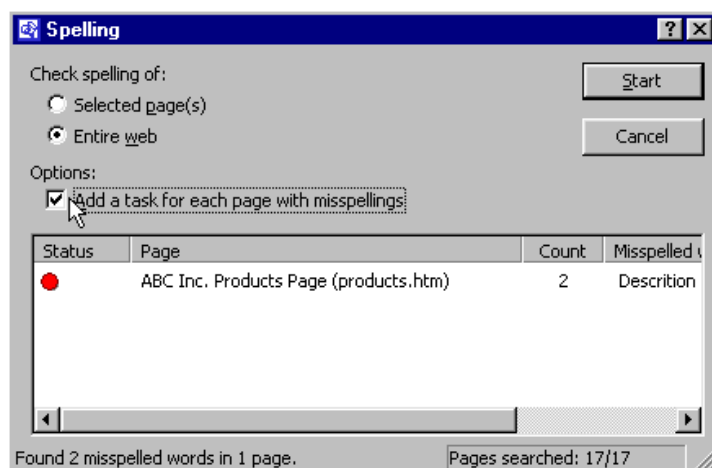 Spelling
Check spelling of:
Start
Selected page(s)
Entire web
Cancel
Options:
Add a task for each page with misspellings
Status Page Count Misspelled
ABC Inc. Products Page (products.htm) 2 Descrition
Found 2 misspelled words in 1 page. Pages searched: 17/17